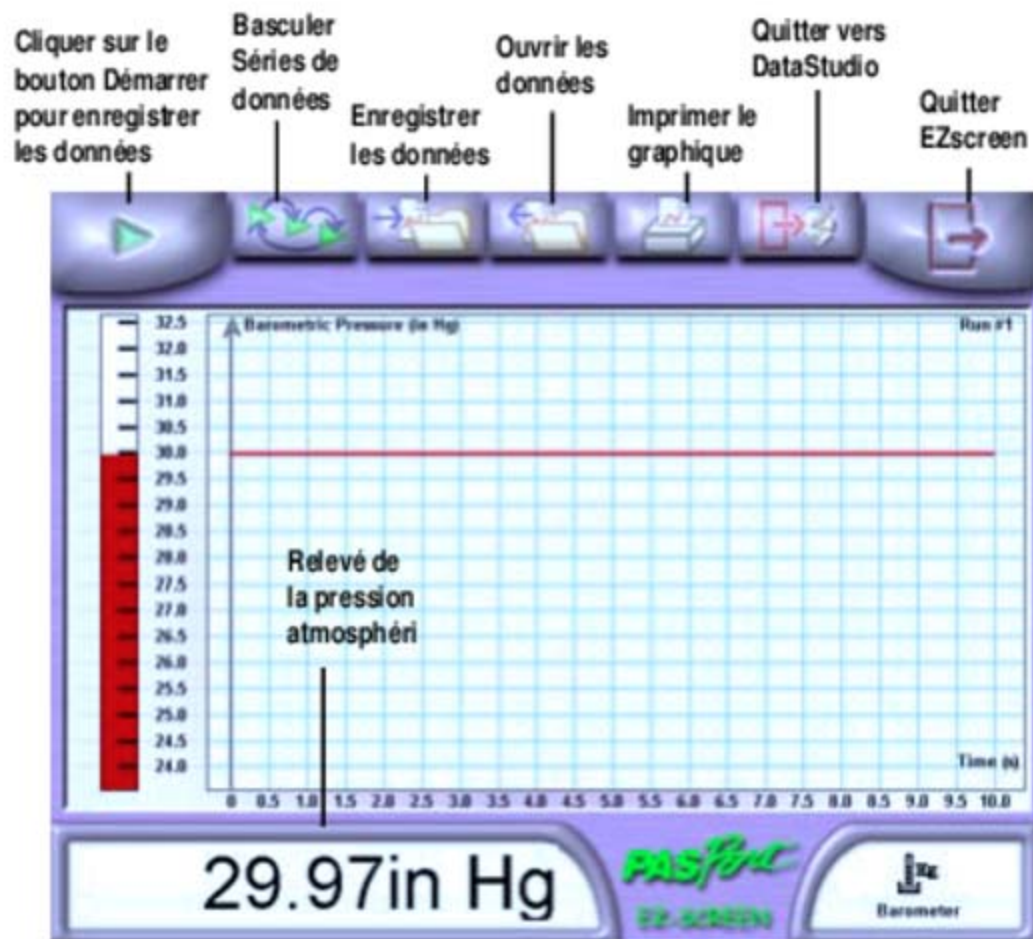 Cliquer sur le
bouton Démarrer
pour enregistrer
les données
Basculer
Séries de
données
Enregistrer
les données
Ouvrir les
données
Imprimer le
graphique
Quitter vers
DataStudio
Quitter
EZscreen
Barometric Pressure (in Hg)
Run #1
32.5
32.0
31.5
31.0
30.5
30.0
29.5
29.0
28.5
28.0
27.5
27.0
26.5
26.0
25.5
25.0
24.5
24.0
Relevé de
la pression
atmosphéri
Time (s)
0 0.5 1.0 1.5 2.0 2.5 3.0 3.5 4.0 4.5 5.0 5.5 6.0 6.5 7.0 7.5 8.0 8.5 9.0 9.5 10.0
29.97in Hg
PASPort
EZ-SCREEN
Hg
Barometer